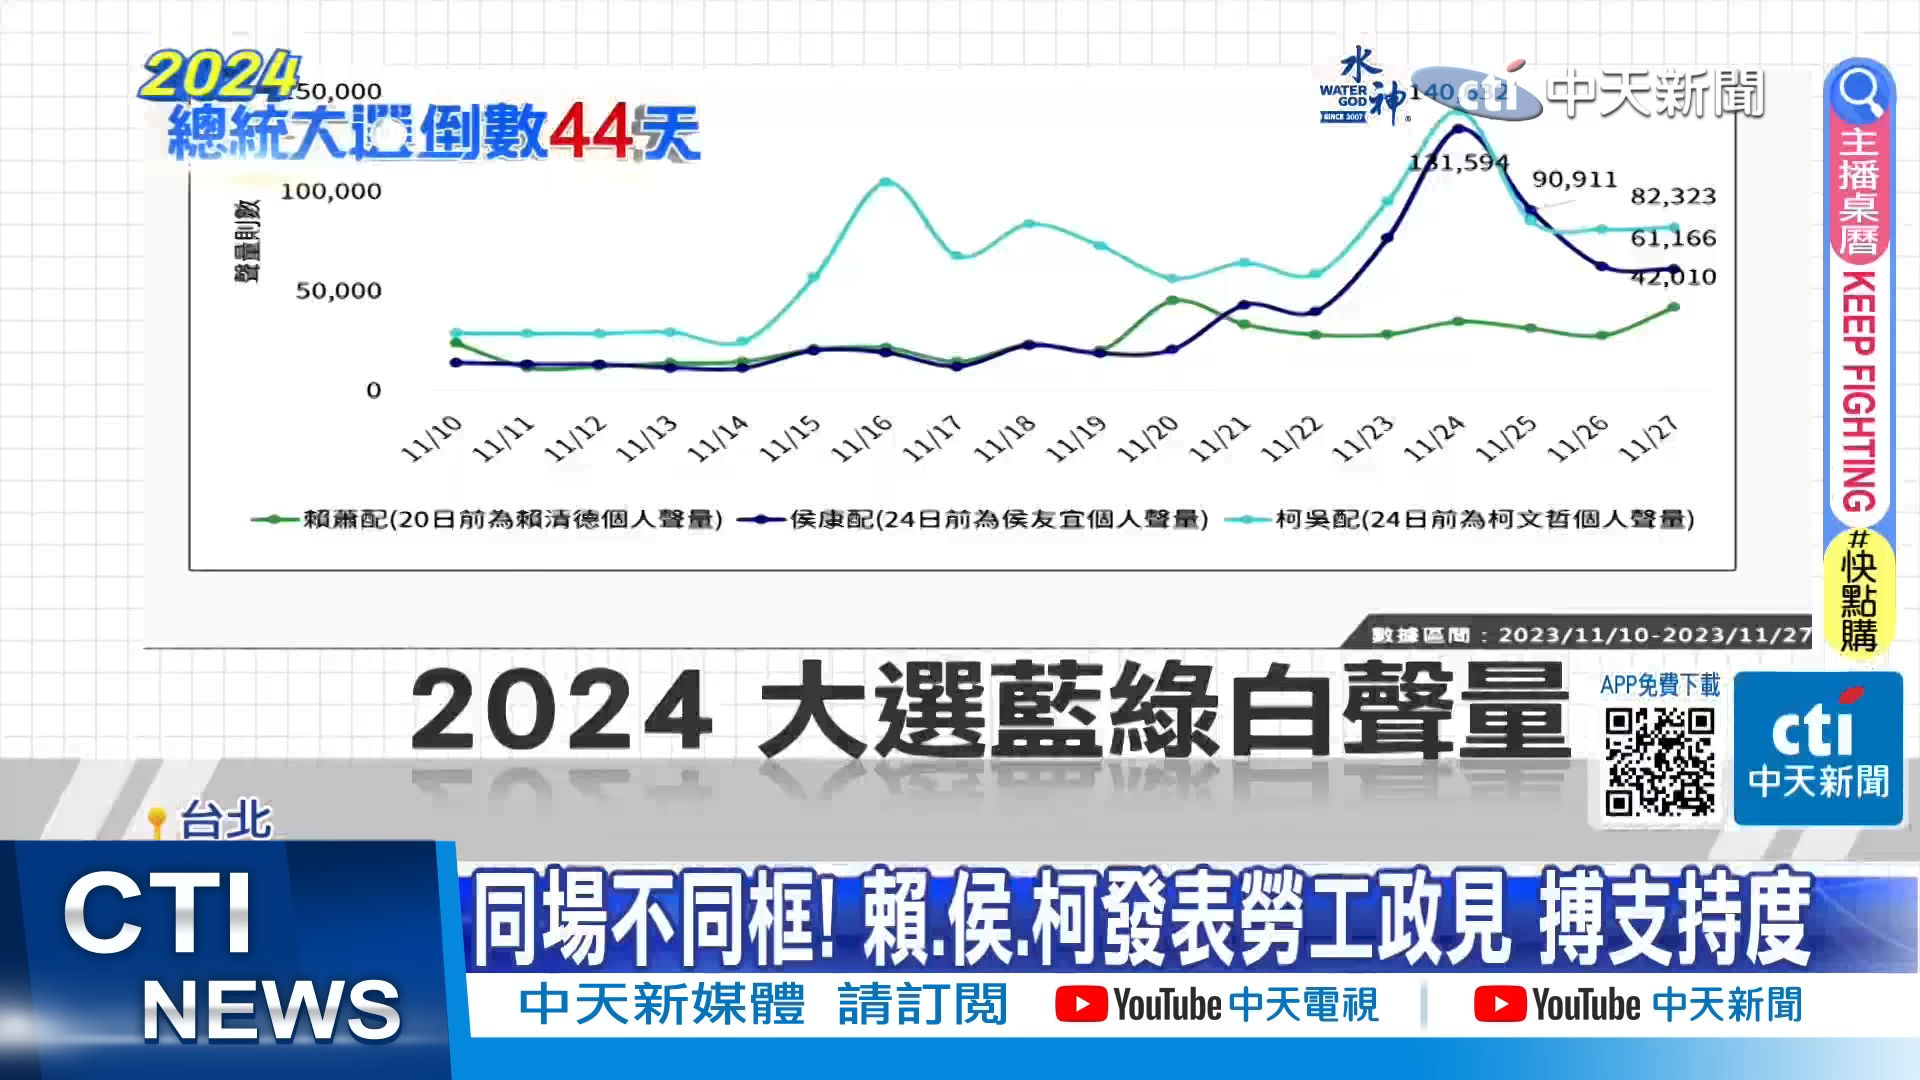 2024
總統大選倒數44天
水神
WATER GOD
SINCE 2007
cti 中天新聞
150,000
100,000
50,000
0
聲量則數
140,632
131,594
90,911
82,323
61,166
42,010
11/10 11/11 11/12 11/13 11/14 11/15 11/16 11/17 11/18 11/19 11/20 11/21 11/22 11/23 11/24 11/25 11/26 11/27
賴蕭配(20日前為賴清德個人聲量) 侯康配(24日前為侯友宜個人聲量) 柯吳配(24日前為柯文哲個人聲量)
數據區間：2023/11/10-2023/11/27
主播桌曆
KEEP FIGHTING
#快點購
2024 大選藍綠白聲量
APP免費下載
cti
中天新聞
台北
CTI
NEWS
同場不同框! 賴.侯.柯發表勞工政見 搏支持度
中天新媒體 請訂閱 YouTube 中天電視 YouTube 中天新聞